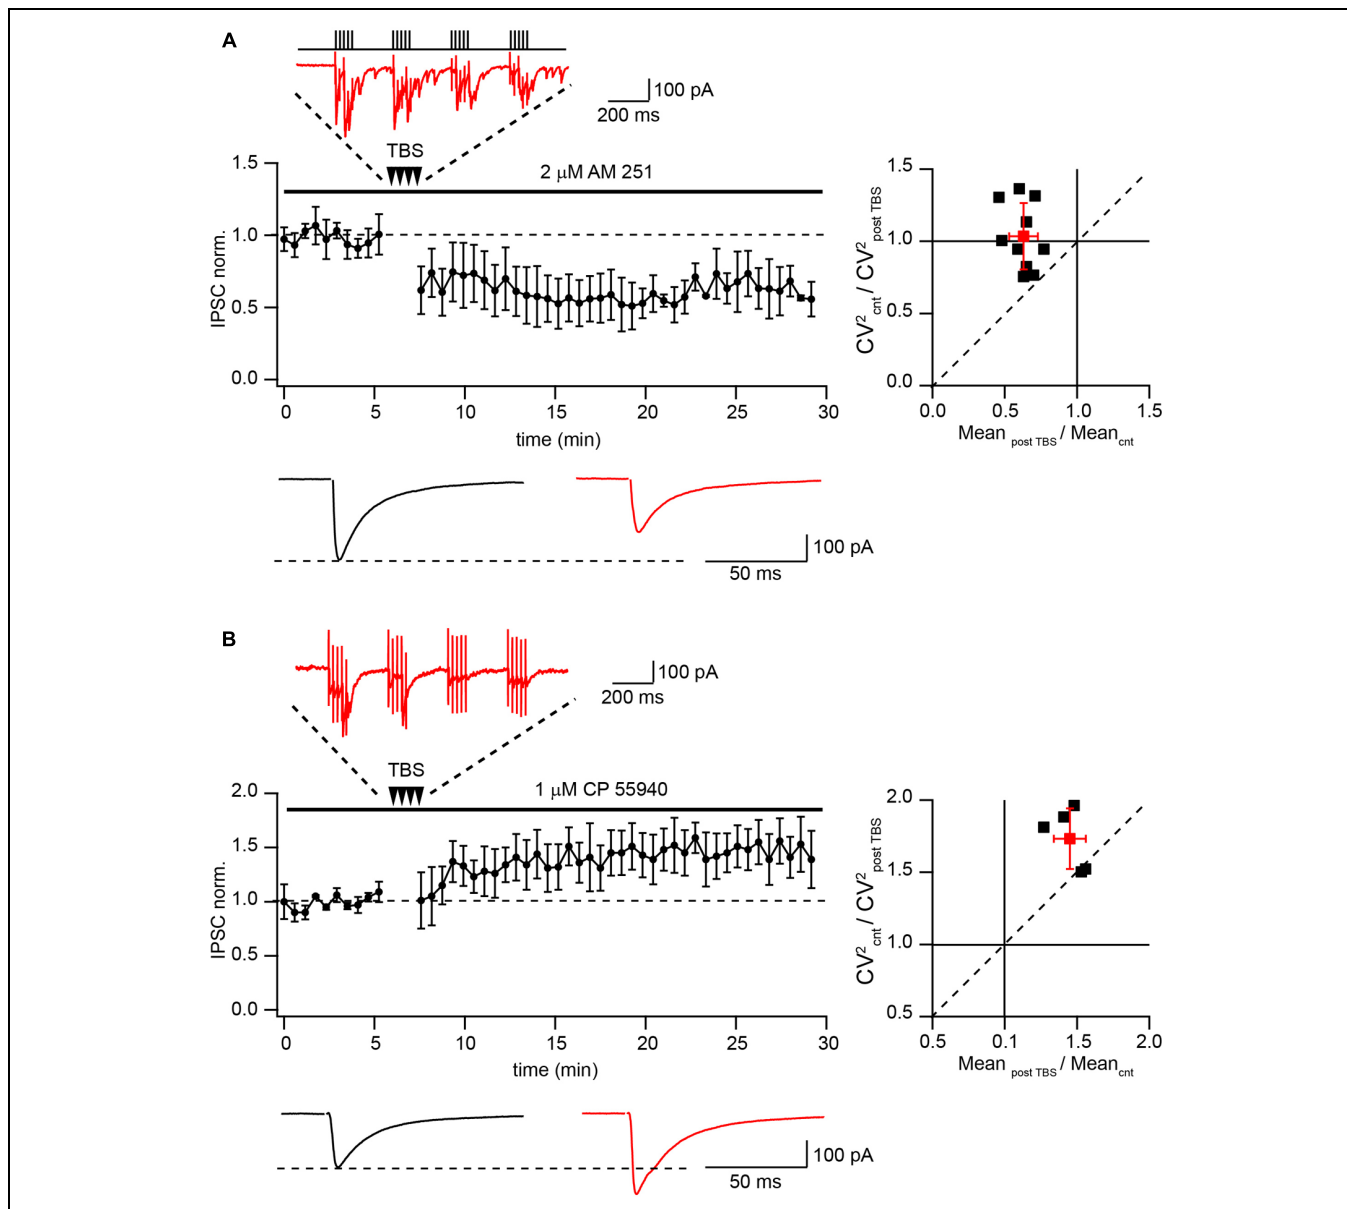 A
100 pA
200 ms
TBS
2 μM AM 251
1.5
1.0
0.5
0.0
IPSC norm.
0 5 10 15 20 25 30
time (min)
1.5
1.0
0.5
0.0
CV²cnt / CV²post TBS
0.0 0.5 1.0 1.5
Mean post TBS / Meancnt
100 pA
50 ms
B
100 pA
200 ms
TBS
1 μM CP 55940
2.0
1.5
1.0
0.5
0.0
IPSC norm.
0 5 10 15 20 25 30
time (min)
2.0
1.5
1.0
0.5
CV²cnt / CV²post TBS
0.5 0.1 1.5 2.0
Mean post TBS / Meancnt
100 pA
50 ms